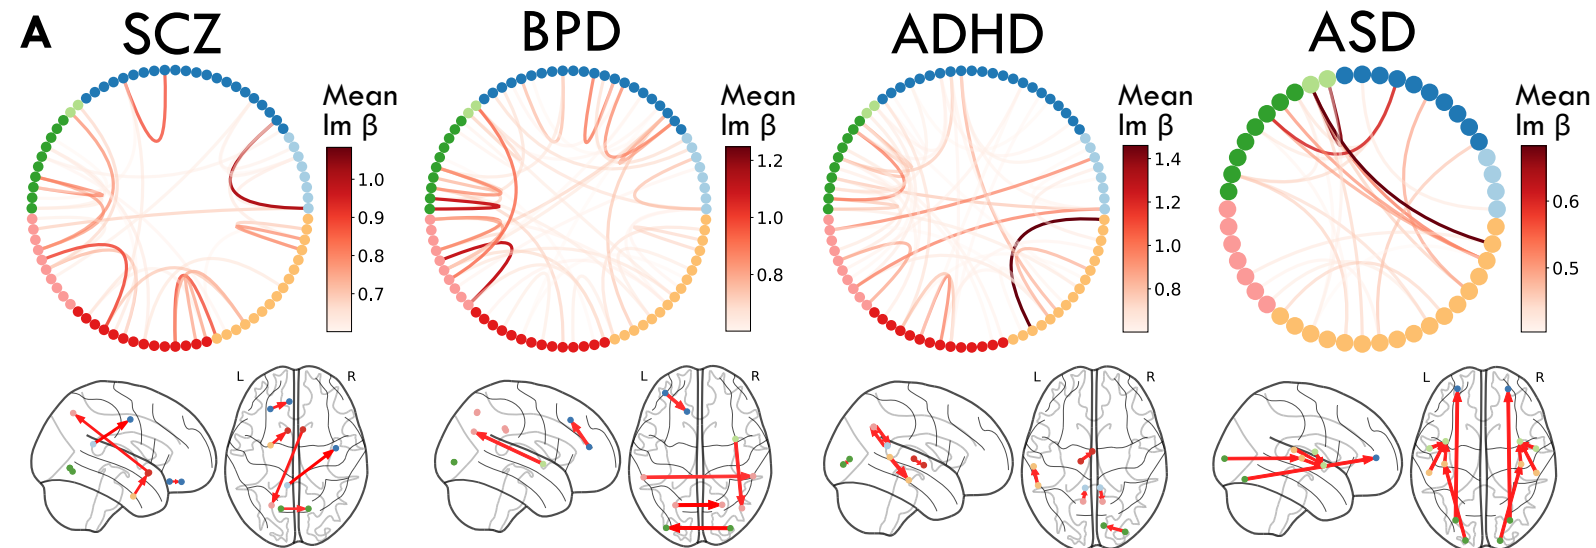 A
SCZ
BPD
ADHD
ASD
Mean
Im β
1.0
0.9
0.8
0.7
Mean
Im β
1.2
1.0
0.8
Mean
Im β
1.4
1.2
1.0
0.8
Mean
Im β
0.6
0.5
L R
L R
L R
L R